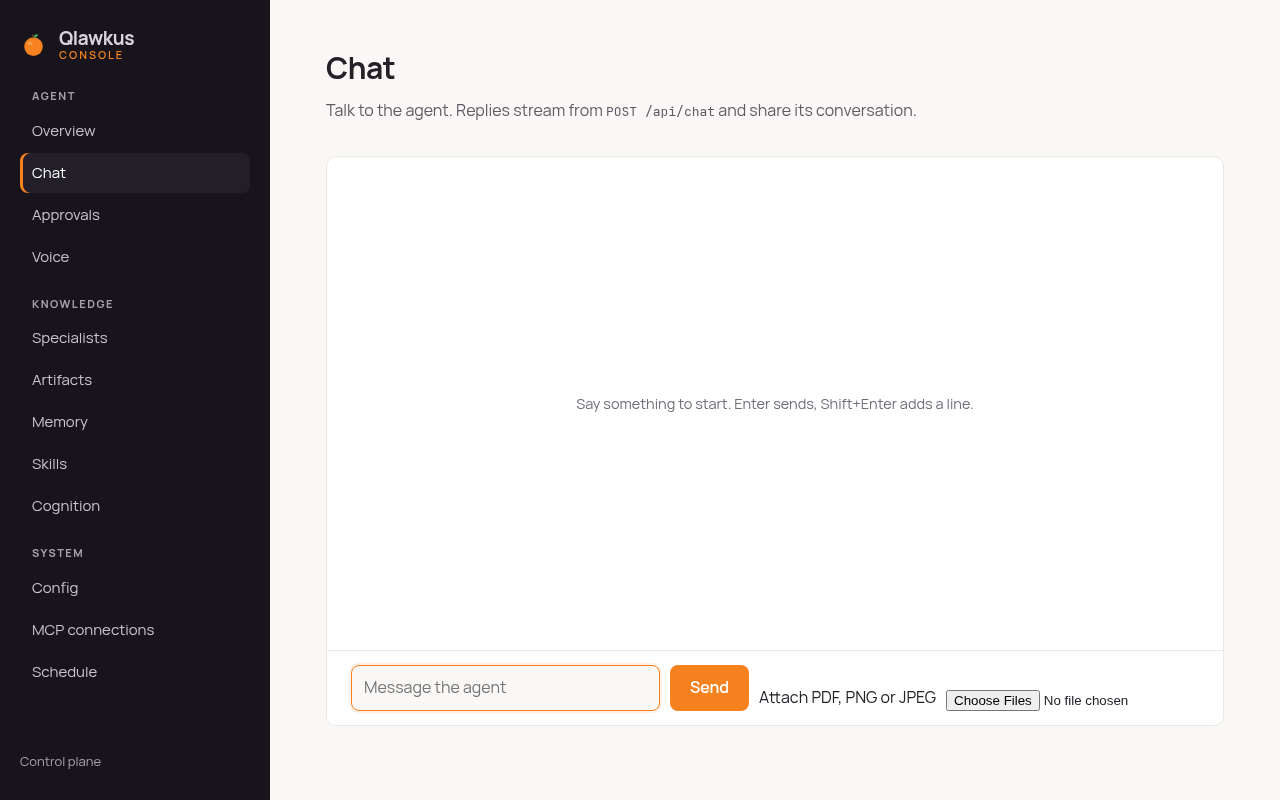 Qlawkus
CONSOLE
AGENT
Overview
Chat
Approvals
Voice
KNOWLEDGE
Specialists
Artifacts
Memory
Skills
Cognition
SYSTEM
Config
MCP connections
Schedule
Control plane
Chat
Talk to the agent. Replies stream from POST /api/chat and share its conversation.
Say something to start. Enter sends, Shift+Enter adds a line.
Message the agent
Send
Attach PDF, PNG or JPEG
Choose Files No file chosen